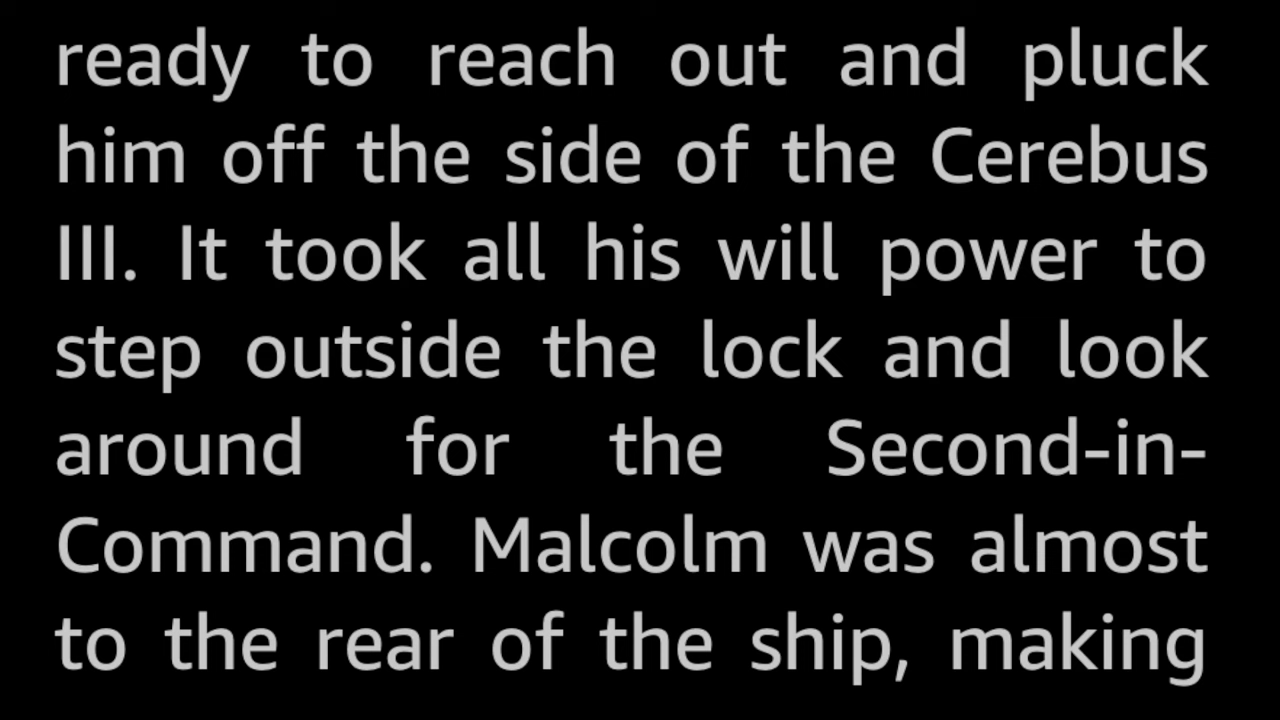 ready to reach out and pluck
him off the side of the Cerebus
III. It took all his will power to
step outside the lock and look
around for the Second-in-
Command. Malcolm was almost
to the rear of the ship, making